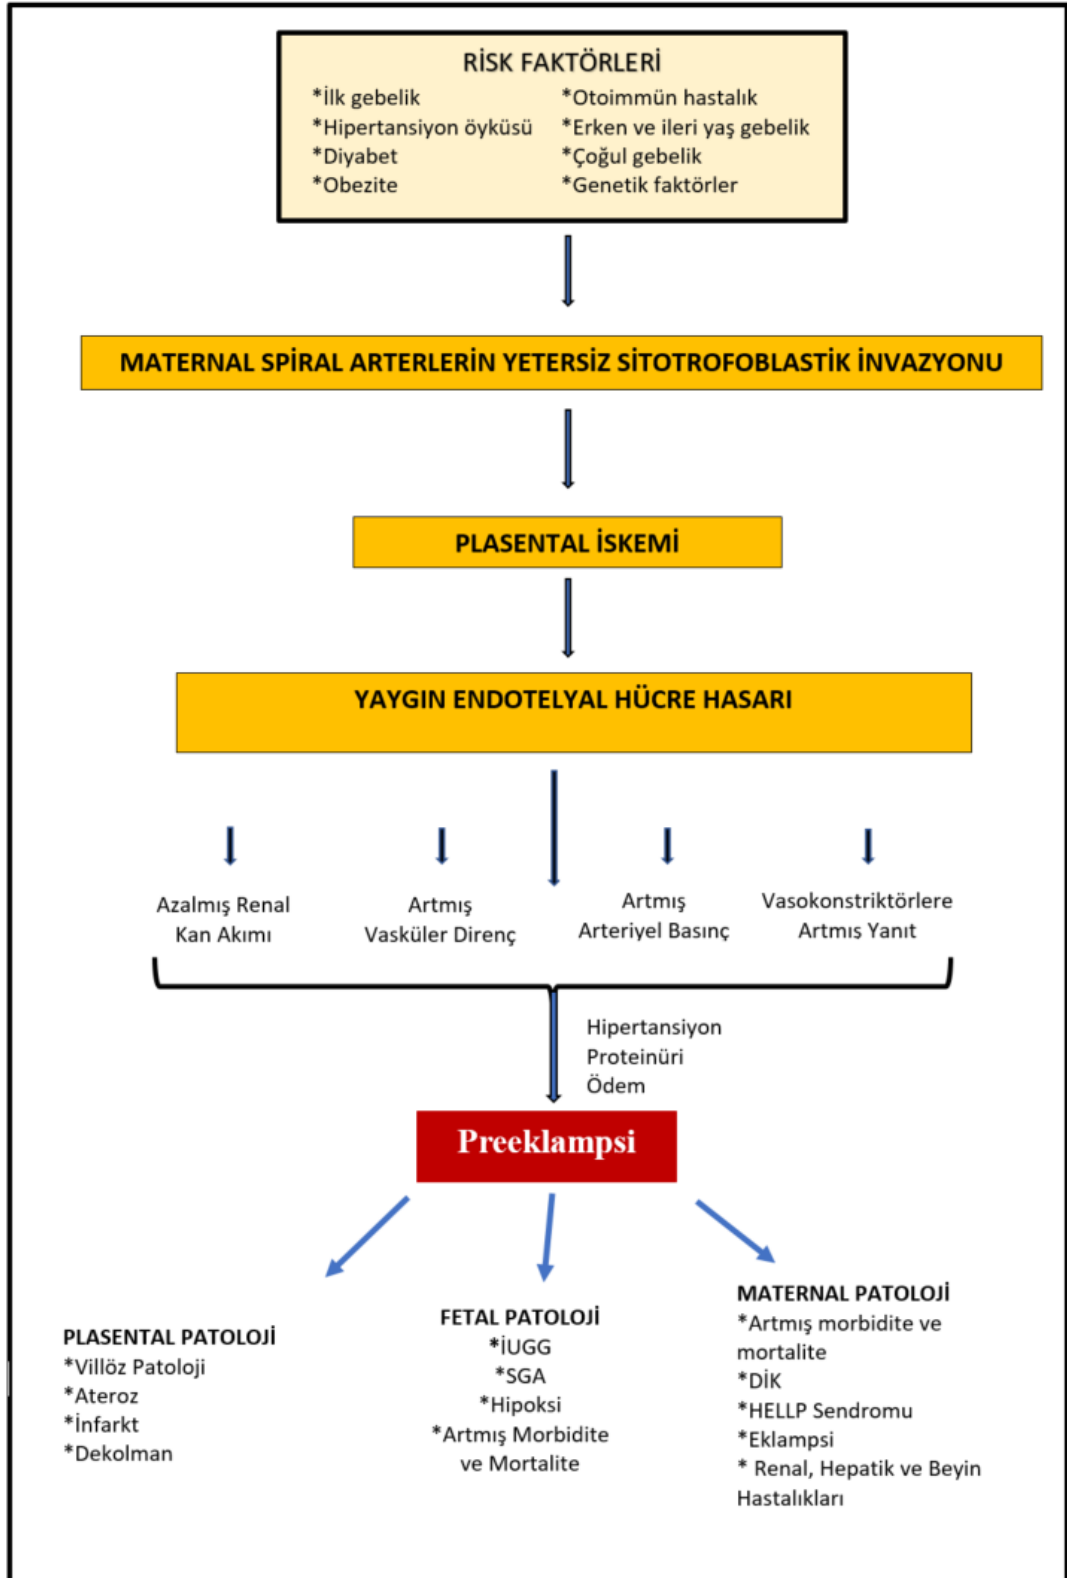 RİSK FAKTÖRLERİ
*İlk gebelik
*Hipertansiyon öyküsü
*Diyabet
*Obezite
*Otoimmün hastalık
*Erken ve ileri yaş gebelik
*Çoğul gebelik
*Genetik faktörler
MATERNAL SPİRAL ARTERLERİN YETERSİZ SİTOTROFOBLASTİK İNVAZYONU
PLASENTAL İSKEMİ
YAYGIN ENDOTELYAL HÜCRE HASARI
Azalmış Renal
Kan Akımı
Artmış
Vasküler Direnç
Artmış
Arteriyel Basınç
Vasokonstriktörlere
Artmış Yanıt
Hipertansiyon
Proteinüri
Ödem
Preeklampsi
PLASENTAL PATOLOJİ
*Villöz Patoloji
*Ateroz
*İnfarkt
*Dekolman
FETAL PATOLOJİ
*İUGG
*SGA
*Hipoksi
*Artmış Morbidite
ve Mortalite
MATERNAL PATOLOJİ
*Artmış morbidite ve
mortalite
*DİK
*HELLP Sendromu
*Eklampsi
* Renal, Hepatik ve Beyin
Hastalıkları